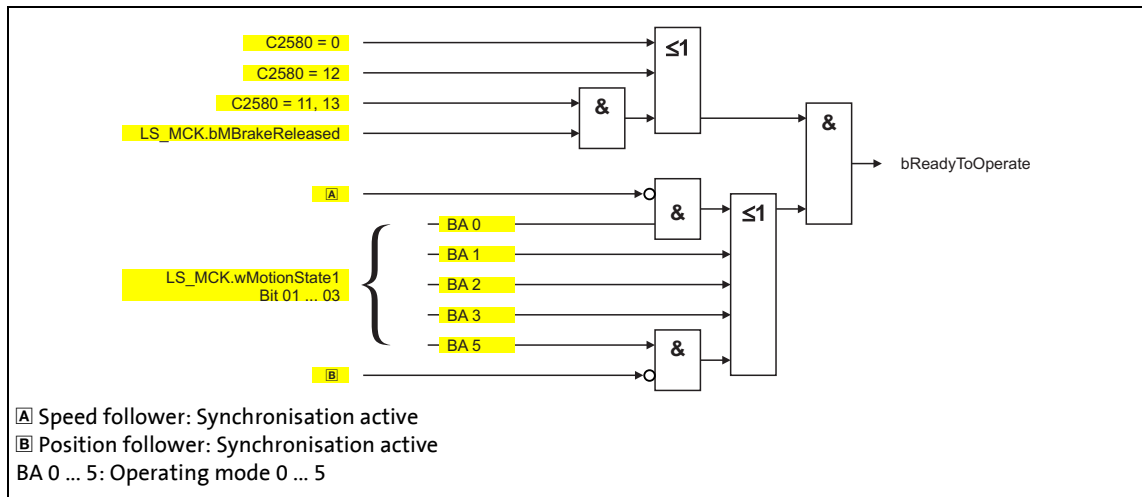 C2580 = 0
≤1
C2580 = 12
C2580 = 11, 13
&
LS_MCK.bMBrakeReleased
&
bReadyToOperate
A
&
≤1
BA 0
BA 1
LS_MCK.wMotionState1
Bit 01 ... 03
BA 2
BA 3
BA 5
&
B
A Speed follower: Synchronisation active
B Position follower: Synchronisation active
BA 0 ... 5: Operating mode 0 ... 5